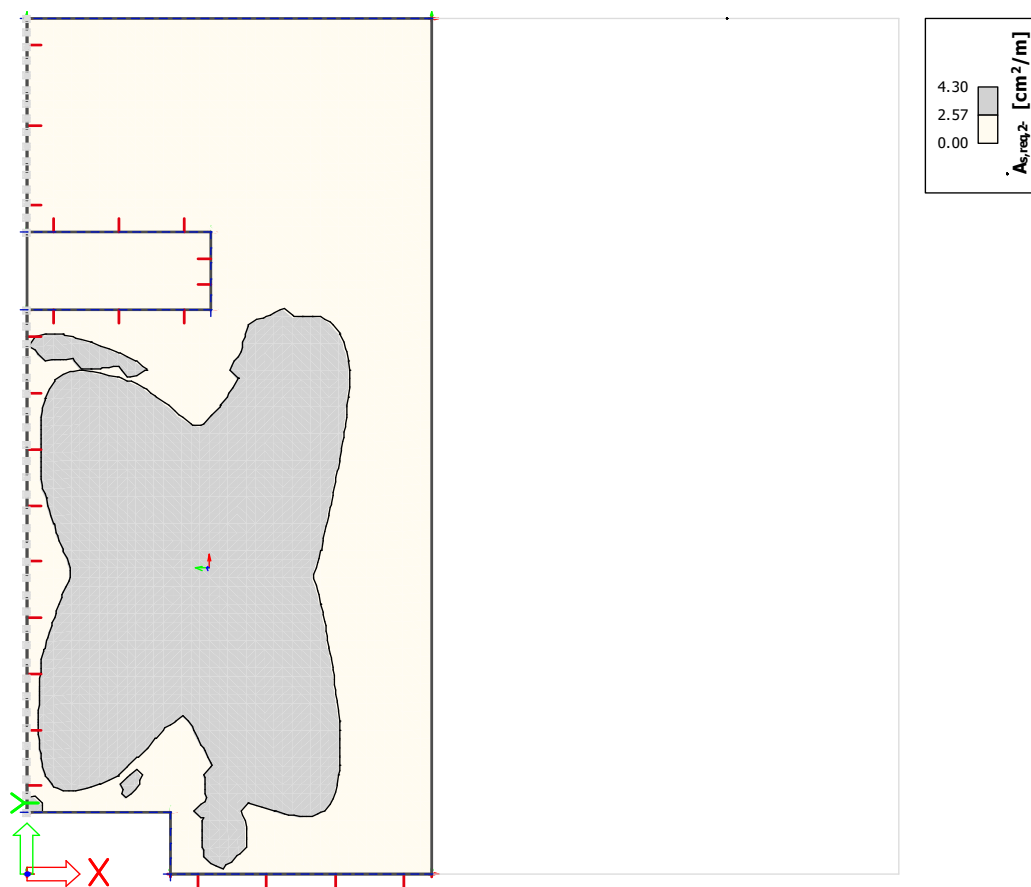 4.30
2.57
0.00
As,req,2- [cm²/m]
Y
X